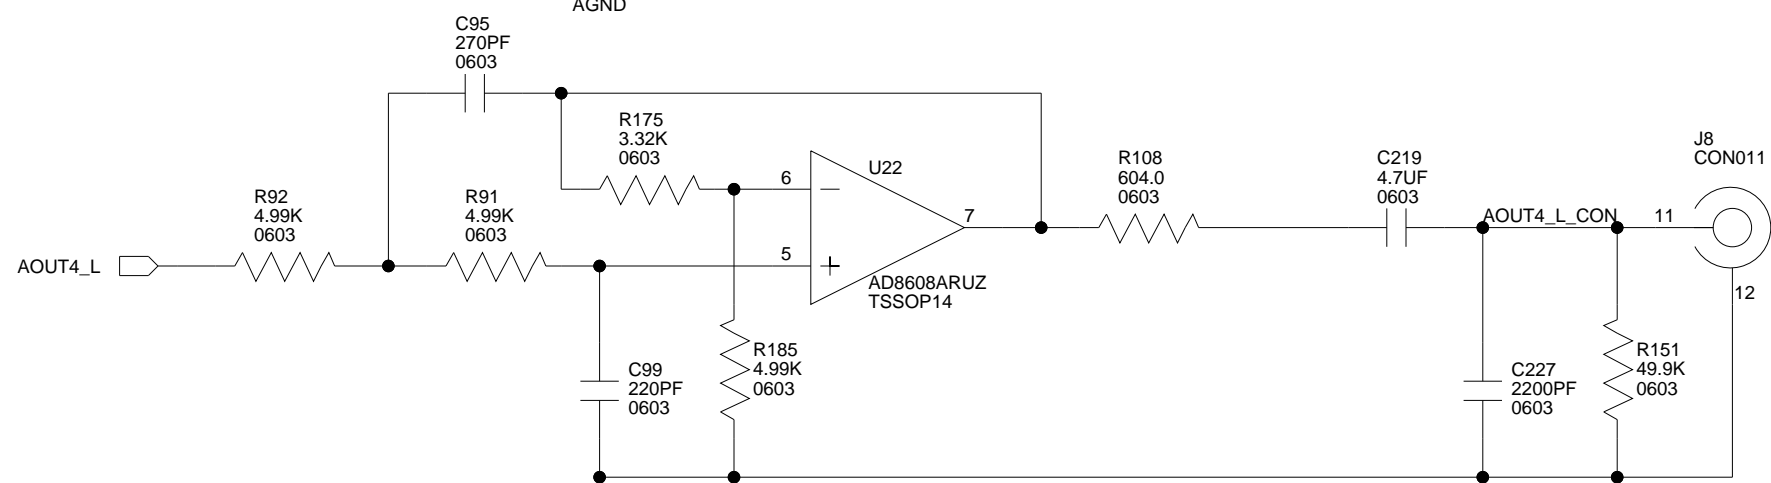 AGND
C95
270PF
0603
R175
3.32K
0603
U22
6
5
7
AD8608ARUZ
TSSOP14
R92
4.99K
0603
R91
4.99K
0603
AOUT4_L
R108
604.0
0603
C219
4.7UF
0603
AOUT4_L_CON
11
J8
CON011
12
C99
220PF
0603
R185
4.99K
0603
C227
2200PF
0603
R151
49.9K
0603